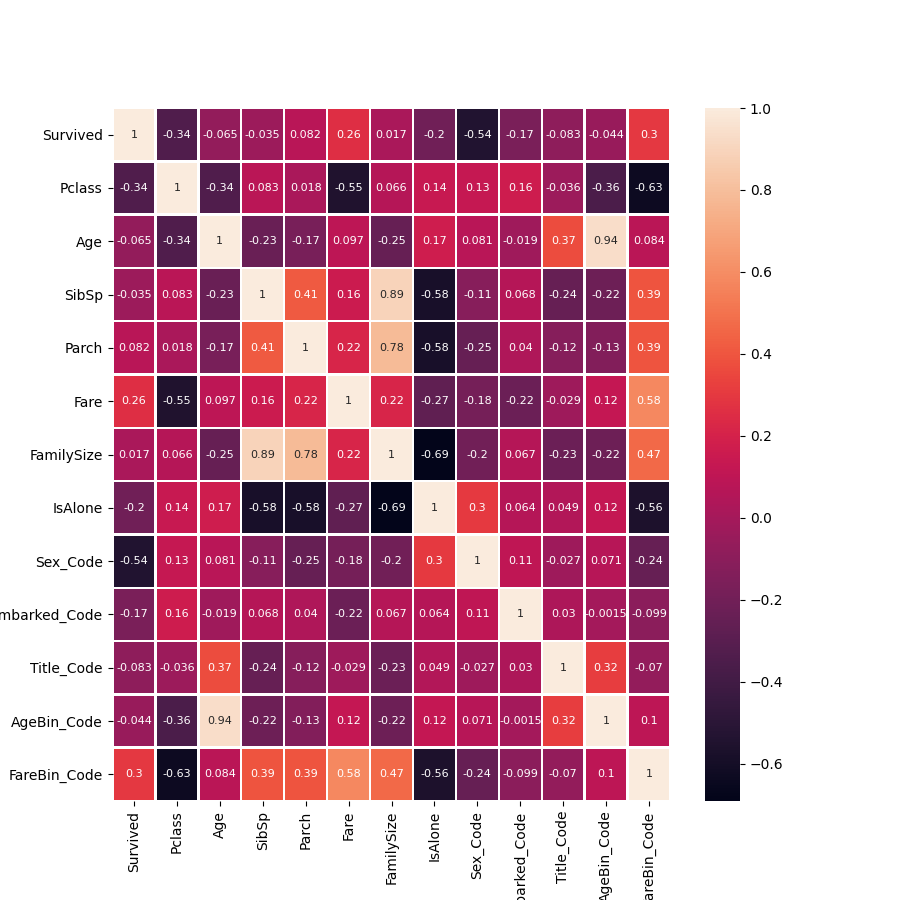 Survived 1 -0.34 -0.065 -0.035 0.082 0.26 0.017 -0.2 -0.54 -0.17 -0.083 -0.044 0.3
Pclass -0.34 1 -0.34 0.083 0.018 -0.55 0.066 0.14 0.13 0.16 -0.036 -0.36 -0.63
Age -0.065 -0.34 1 -0.23 -0.17 0.097 -0.25 0.17 0.081 -0.019 0.37 0.94 0.084
SibSp -0.035 0.083 -0.23 1 0.41 0.16 0.89 -0.58 -0.11 0.068 -0.24 -0.22 0.39
Parch 0.082 0.018 -0.17 0.41 1 0.22 0.78 -0.58 -0.25 0.04 -0.12 -0.13 0.39
Fare 0.26 -0.55 0.097 0.16 0.22 1 0.22 -0.27 -0.18 -0.22 -0.029 0.12 0.58
FamilySize 0.017 0.066 -0.25 0.89 0.78 0.22 1 -0.69 -0.2 0.067 -0.23 -0.22 0.47
IsAlone -0.2 0.14 0.17 -0.58 -0.58 -0.27 -0.69 1 0.3 0.064 0.049 0.12 -0.56
Sex_Code -0.54 0.13 0.081 -0.11 -0.25 -0.18 -0.2 0.3 1 0.11 -0.027 0.071 -0.24
mbarked_Code -0.17 0.16 -0.019 0.068 0.04 -0.22 0.067 0.064 0.11 1 0.03 -0.0015 -0.099
Title_Code -0.083 -0.036 0.37 -0.24 -0.12 -0.029 -0.23 0.049 -0.027 0.03 1 0.32 -0.07
AgeBin_Code -0.044 -0.36 0.94 -0.22 -0.13 0.12 -0.22 0.12 0.071 -0.0015 0.32 1 0.1
FareBin_Code 0.3 -0.63 0.084 0.39 0.39 0.58 0.47 -0.56 -0.24 -0.099 -0.07 0.1 1
Survived
Pclass
Age
SibSp
Parch
Fare
FamilySize
IsAlone
Sex_Code
barked_Code
Title_Code
AgeBin_Code
areBin_Code
1.0
0.8
0.6
0.4
0.2
0.0
−0.2
−0.4
−0.6